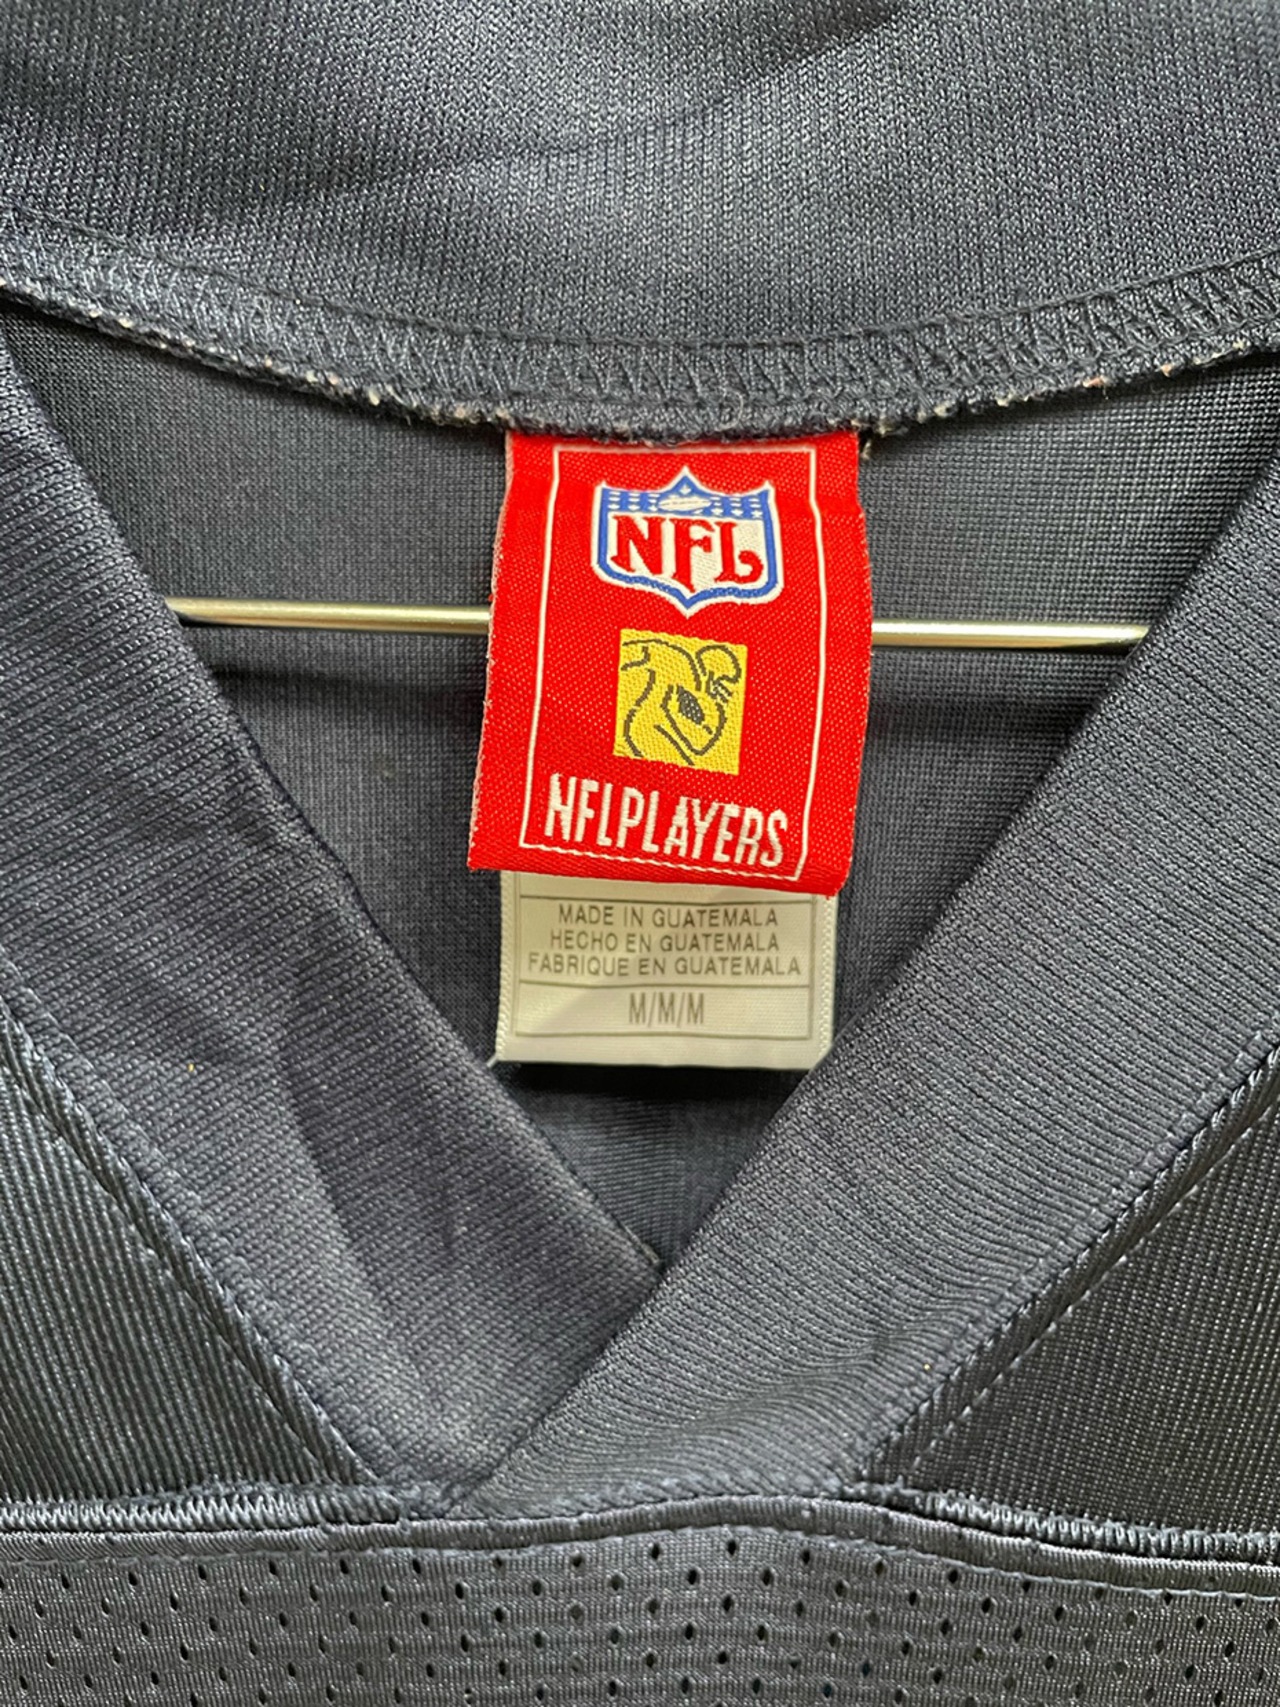 NFL
NFLPLAYERS
MADE IN GUATEMALA
HECHO EN GUATEMALA
FABRIQUE EN GUATEMALA
M/M/M